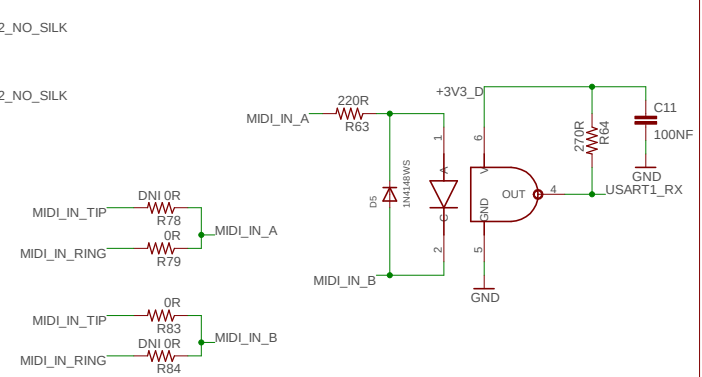 2_NO_SILK
2_NO_SILK
+3V3_D
220R
MIDI_IN_A
R63
C11
100NF
270R
R64
1
6
A
V
GND
D5
1N4148WS
OUT
4
USART1_RX
C
GND
2
5
MIDI_IN_B
GND
DNI 0R
MIDI_IN_TIP
R78
MIDI_IN_A
0R
MIDI_IN_RING
R79
0R
MIDI_IN_TIP
R83
MIDI_IN_B
DNI 0R
MIDI_IN_RING
R84